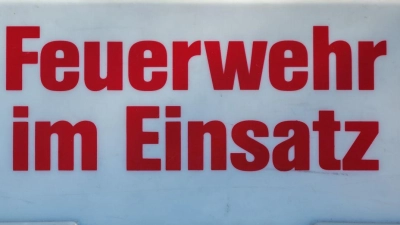 Feuerwehr
im Einsatz